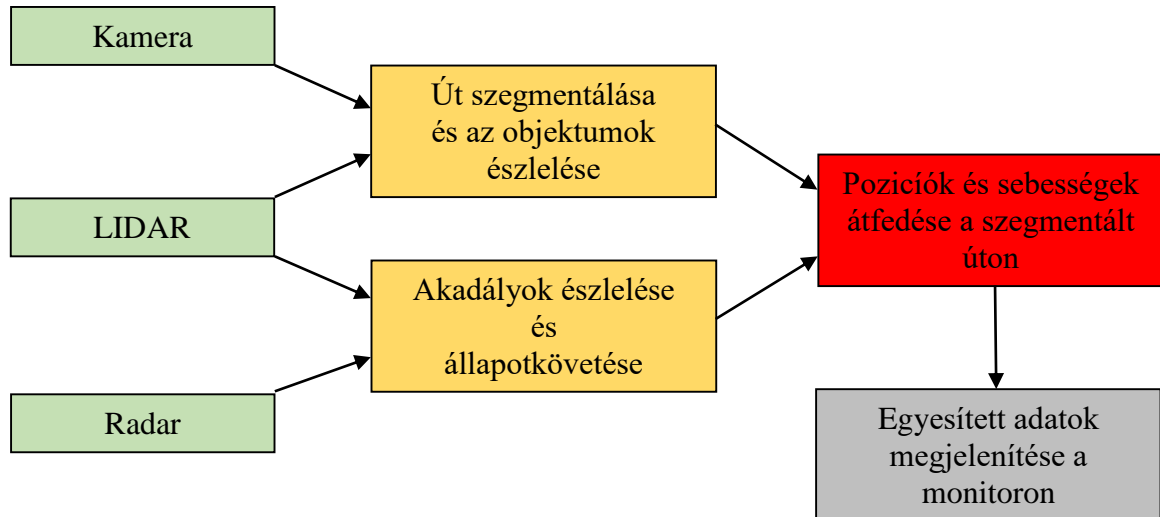 Kamera
Út szegmentálása
és az objektumok
észlelése
Pozicíók és sebességek
átfedése a szegmentált
úton
LIDAR
Akadályok észlelése
és
állapotkövetése
Radar
Egyesített adatok
megjelenítése a
monitoron